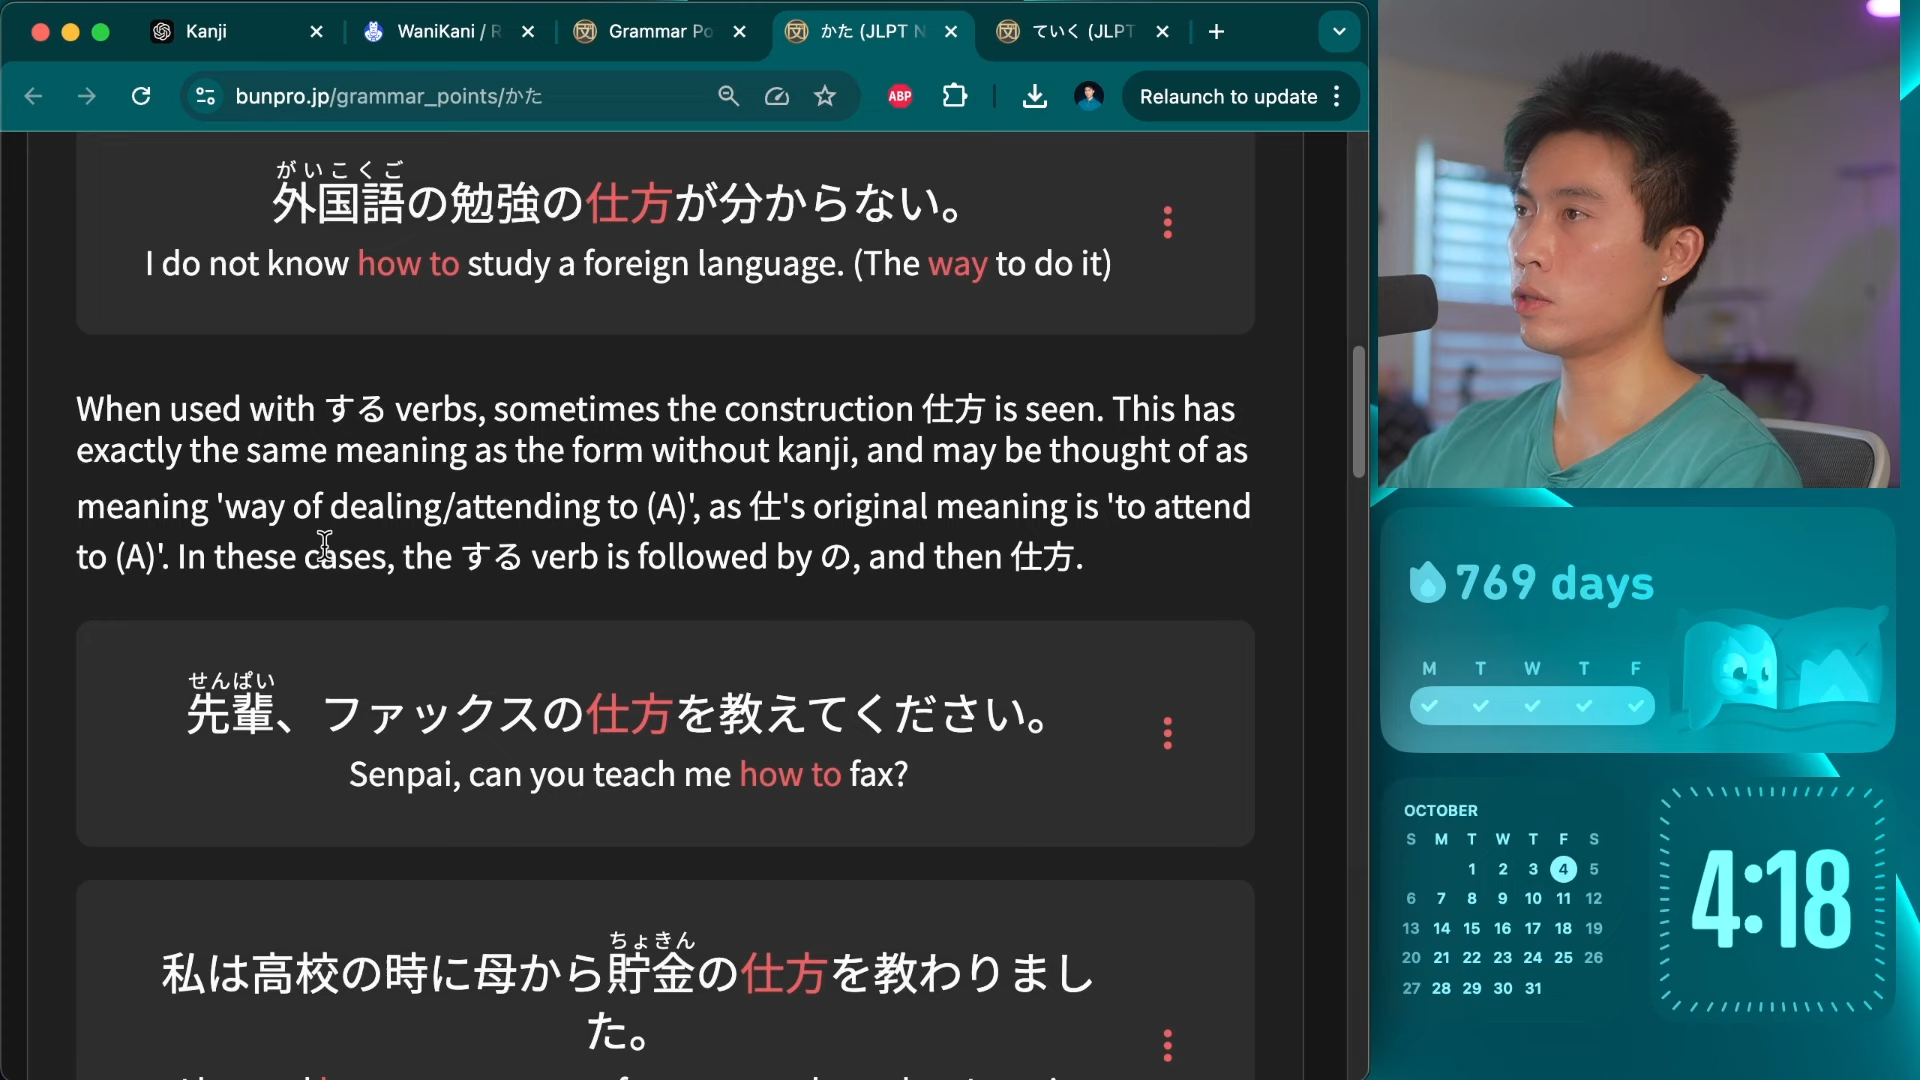 Kanji
WaniKani / R
Grammar Po
かた (JLPT N
ていく (JLPT
bunpro.jp/grammar_points/かた
ABP
Relaunch to update
がいこくご
外国語の勉強の仕方が分からない。
I do not know how to study a foreign language. (The way to do it)
When used with する verbs, sometimes the construction 仕方 is seen. This has
exactly the same meaning as the form without kanji, and may be thought of as
meaning 'way of dealing/attending to (A)', as 仕's original meaning is 'to attend
to (A)'. In these cases, the する verb is followed by の, and then 仕方.
せんぱい
先輩、ファックスの仕方を教えてください。
Senpai, can you teach me how to fax?
ちょきん
私は高校の時に母から貯金の仕方を教わりまし
た。
769 days
M T W T F
OCTOBER
S M T W T F S
1 2 3 4 5
6 7 8 9 10 11 12
13 14 15 16 17 18 19
20 21 22 23 24 25 26
27 28 29 30 31
4:18